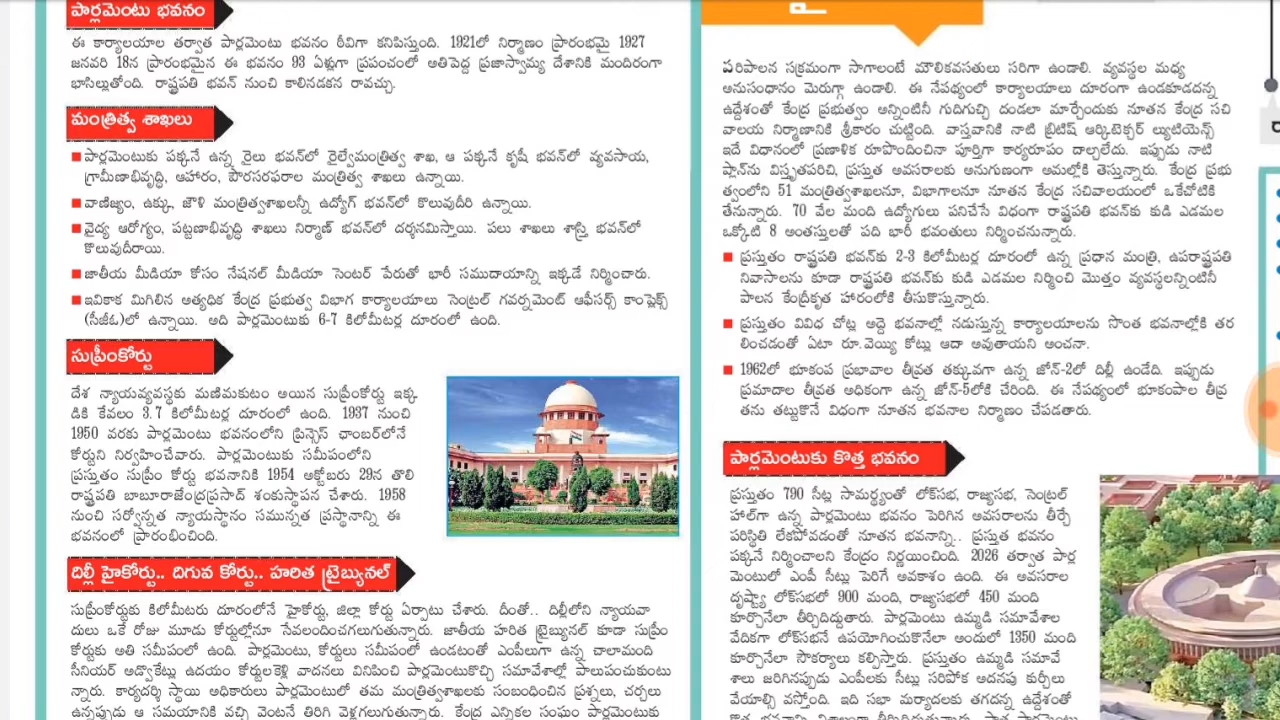 పార్లమెంటు భవనం
ఈ కార్యాలయాల తర్వాత పార్లమెంటు భవనం ఠీవిగా కనిపిస్తుంది. 1921లో నిర్మాణం ప్రారంభమై 1927
జనవరి 18న ప్రారంభమైన ఈ భవనం 93 ఏళ్లుగా ప్రపంచంలో అతిపెద్ద ప్రజాస్వామ్య దేశానికి మందిరంగా
భాసిల్లుతోంది. రాష్ట్రపతి భవన్ నుంచి కాలినడకన రావచ్చు.
మంత్రిత్వ శాఖలు
పార్లమెంటుకు పక్కనే ఉన్న రైలు భవన్‌లో రైల్వేమంత్రిత్వ శాఖ, ఆ పక్కనే కృషీ భవన్‌లో వ్యవసాయ,
గ్రామీణాభివృద్ధి, ఆహారం, పౌరసరఫరాల మంత్రిత్వ శాఖలు ఉన్నాయి.
వాణిజ్యం, ఉక్కు, జౌళి మంత్రిత్వశాఖలన్నీ ఉద్యోగ్ భవన్‌లో కొలువుదీరి ఉన్నాయి.
వైద్య ఆరోగ్యం, పట్టణాభివృద్ధి శాఖలు నిర్మాణ్ భవన్‌లో దర్శనమిస్తాయి. పలు శాఖలు శాస్త్రి భవన్‌లో
కొలువుదీరాయి.
జాతీయ మీడియా కోసం నేషనల్ మీడియా సెంటర్ పేరుతో భారీ సముదాయాన్ని ఇక్కడే నిర్మించారు.
ఇవికాక మిగిలిన అత్యధిక కేంద్ర ప్రభుత్వ విభాగ కార్యాలయాలు సెంట్రల్ గవర్నమెంట్ ఆఫీసర్స్ కాంప్లెక్స్
(సీజీఓ)లో ఉన్నాయి. అది పార్లమెంటుకు 6-7 కిలోమీటర్ల దూరంలో ఉంది.
సుప్రీంకోర్టు
దేశ న్యాయవ్యవస్థకు మణిమకుటం అయిన సుప్రీంకోర్టు ఇక్క
డికి కేవలం 3.7 కిలోమీటర్ల దూరంలో ఉంది. 1937 నుంచి
1950 వరకు పార్లమెంటు భవనంలోని ప్రిన్సెస్ ఛాంబర్‌లోనే
కోర్టుని నిర్వహించేవారు. పార్లమెంటుకు సమీపంలోని
ప్రస్తుతం సుప్రీం కోర్టు భవనానికి 1954 అక్టోబరు 29న తొలి
రాష్ట్రపతి బాబూరాజేంద్రప్రసాద్ శంకుస్థాపన చేశారు. 1958
నుంచి సర్వోన్నత న్యాయస్థానం సమున్నత ప్రస్థానాన్ని ఈ
భవనంలో ప్రారంభించింది.
దిల్లీ హైకోర్టు.. దిగువ కోర్టు.. హరిత ట్రైబ్యునల్
సుప్రీంకోర్టుకు కిలోమీటరు దూరంలోనే హైకోర్టు, జిల్లా కోర్టు ఏర్పాటు చేశారు. దీంతో.. దిల్లీలోని న్యాయవా
దులు ఒకే రోజు మూడు కోర్టుల్లోనూ సేవలందించగలుగుతున్నారు. జాతీయ హరిత ట్రైబ్యునల్ కూడా సుప్రీం
కోర్టుకు అతి సమీపంలో ఉంది. పార్లమెంటు, కోర్టులు సమీపంలో ఉండటంతో ఎంపీలుగా ఉన్న చాలామంది
సీనియర్ అడ్వొకేట్లు ఉదయం కోర్టులకెళ్లి వాదనలు వినిపించి పార్లమెంటుకొచ్చి సమావేశాల్లో పాలుపంచుకుంటు
న్నారు. కార్యదర్శి స్థాయి అధికారులు పార్లమెంటులో తమ మంత్రిత్వశాఖలకు సంబంధించిన ప్రశ్నలు, చర్చలు
ఉన్నప్పుడు ఆ సమయానికి వచ్చి వెంటనే తిరిగి వెళ్లగలుగుతున్నారు. కేంద్ర ఎన్నికల సంఘం పార్లమెంటుకు
పరిపాలన సక్రమంగా సాగాలంటే మౌలికవసతులు సరిగా ఉండాలి. వ్యవస్థల మధ్య
అనుసంధానం మెరుగ్గా ఉండాలి. ఈ నేపథ్యంలో కార్యాలయాలు దూరంగా ఉండకూడదన్న
ఉద్దేశంతో కేంద్ర ప్రభుత్వం అన్నింటినీ గుదిగుచ్చి దండలా మార్చేందుకు నూతన కేంద్ర సచి
వాలయ నిర్మాణానికి శ్రీకారం చుట్టింది. వాస్తవానికి నాటి బ్రిటిష్ ఆర్కిటెక్చర్ ల్యుటియెన్స్
ఇదే విధానంలో ప్రణాళిక రూపొందించినా పూర్తిగా కార్యరూపం దాల్చలేదు. ఇప్పుడు నాటి
ప్లాన్‌ను విస్తృతపరిచి, ప్రస్తుత అవసరాలకు అనుగుణంగా అమల్లోకి తెస్తున్నారు. కేంద్ర ప్రభు
త్వంలోని 51 మంత్రిత్వశాఖలనూ, విభాగాలనూ నూతన కేంద్ర సచివాలయంలో ఒకేచోటికి
తేనున్నారు. 70 వేల మంది ఉద్యోగులు పనిచేసే విధంగా రాష్ట్రపతి భవన్‌కు కుడి ఎడమల
ఒక్కోటి 8 అంతస్తులతో పది భారీ భవంతులు నిర్మించనున్నారు.
ప్రస్తుతం రాష్ట్రపతి భవన్‌కు 2-3 కిలోమీటర్ల దూరంలో ఉన్న ప్రధాన మంత్రి, ఉపరాష్ట్రపతి
నివాసాలను కూడా రాష్ట్రపతి భవన్‌కు కుడి ఎడమల నిర్మించి మొత్తం వ్యవస్థలన్నింటినీ
పాలన కేంద్రీకృత హారంలోకి తీసుకొస్తున్నారు.
ప్రస్తుతం వివిధ చోట్ల అద్దె భవనాల్లో నడుస్తున్న కార్యాలయాలను సొంత భవనాల్లోకి తర
లించడంతో ఏటా రూ.వెయ్యి కోట్లు ఆదా అవుతాయని అంచనా.
1962లో భూకంప ప్రభావాల తీవ్రత తక్కువగా ఉన్న జోన్-2లో దిల్లీ ఉండేది. ఇప్పుడు
ప్రమాదాల తీవ్రత అధికంగా ఉన్న జోన్-5లోకి చేరింది. ఈ నేపథ్యంలో భూకంపాల తీవ్ర
తను తట్టుకొనే విధంగా నూతన భవనాల నిర్మాణం చేపడతారు.
పార్లమెంటుకు కొత్త భవనం
ప్రస్తుతం 790 సీట్ల సామర్థ్యంతో లోక్‌సభ, రాజ్యసభ, సెంట్రల్
హాల్‌గా ఉన్న పార్లమెంటు భవనం పెరిగిన అవసరాలను తీర్చే
పరిస్థితి లేకపోవడంతో నూతన భవనాన్ని.. ప్రస్తుత భవనం
పక్కనే నిర్మించాలని కేంద్రం నిర్ణయించింది. 2026 తర్వాత పార్ల
మెంటులో ఎంపీ సీట్లు పెరిగే అవకాశం ఉంది. ఈ అవసరాల
దృష్ట్యా లోక్‌సభలో 900 మంది, రాజ్యసభలో 450 మంది
కూర్చొనేలా తీర్చిదిద్దుతారు. పార్లమెంటు ఉమ్మడి సమావేశాల
వేదికగా లోక్‌సభనే ఉపయోగించుకొనేలా అందులో 1350 మంది
కూర్చొనేలా సౌకర్యాలు కల్పిస్తారు. ప్రస్తుతం ఉమ్మడి సమావే
శాలు జరిగినప్పుడు ఎంపీలకు సీట్లు సరిపోక అదనపు కుర్చీలు
వేయాల్సి వస్తోంది. ఇది సభా మర్యాదలకు తగదన్న ఉద్దేశంతో